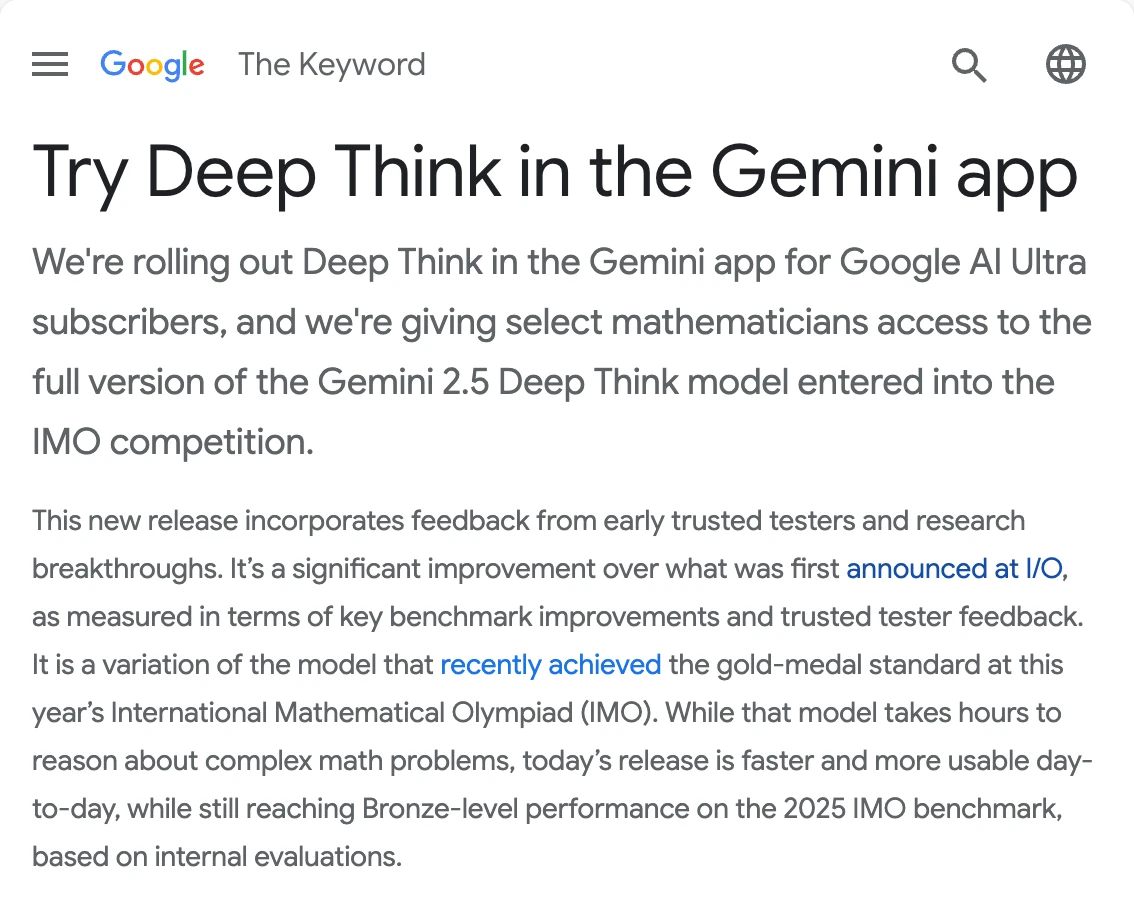 Google The Keyword
Try Deep Think in the Gemini app
We're rolling out Deep Think in the Gemini app for Google AI Ultra
subscribers, and we're giving select mathematicians access to the
full version of the Gemini 2.5 Deep Think model entered into the
IMO competition.
This new release incorporates feedback from early trusted testers and research
breakthroughs. It’s a significant improvement over what was first announced at I/O,
as measured in terms of key benchmark improvements and trusted tester feedback.
It is a variation of the model that recently achieved the gold-medal standard at this
year’s International Mathematical Olympiad (IMO). While that model takes hours to
reason about complex math problems, today’s release is faster and more usable day-
to-day, while still reaching Bronze-level performance on the 2025 IMO benchmark,
based on internal evaluations.